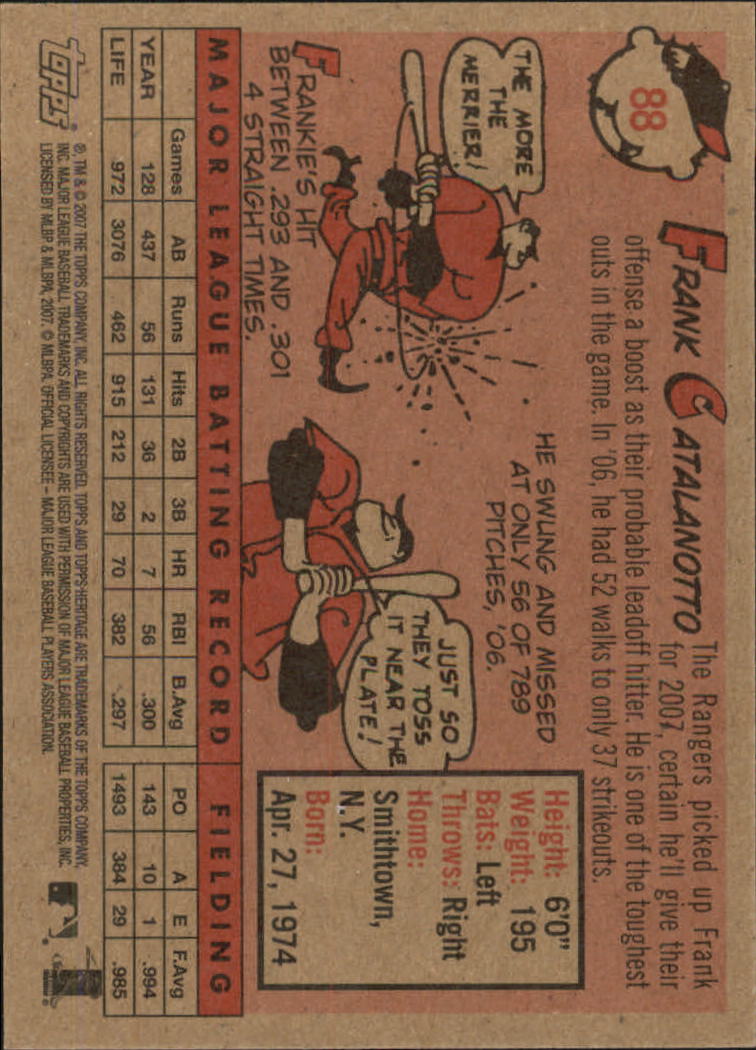 88
FRANK CATALANOTTO
The Rangers picked up Frank
for 2007, certain he'll give their
offense a boost as their probable leadoff hitter. He is one of the toughest
outs in the game. In '06, he had 52 walks to only 37 strikeouts.
THE MORE
THE
MERRIER!
FRANKIE'S HIT
BETWEEN .293 AND .301
4 STRAIGHT TIMES.
HE SWUNG AND MISSED
AT ONLY 56 OF 789
PITCHES, '06.
JUST SO
THEY TOSS
IT NEAR THE
PLATE!
Height: 6'0"
Weight: 195
Bats: Left
Throws: Right
Home:
Smithtown,
N.Y.
Born:
Apr. 27, 1974
MAJOR LEAGUE BATTING RECORD FIELDING
Games AB Runs Hits 2B 3B HR RBI B.Avg PO A E F.Avg
YEAR 128 437 56 131 36 2 7 56 .300 143 10 1 .994
LIFE 972 3076 462 915 212 29 70 382 .297 1493 384 29 .985
topps
®, TM & © 2007 THE TOPPS COMPANY, INC. ALL RIGHTS RESERVED. TOPPS AND TOPPS HERITAGE ARE TRADEMARKS OF THE TOPPS COMPANY,
INC. MAJOR LEAGUE BASEBALL TRADEMARKS AND COPYRIGHTS ARE USED WITH PERMISSION OF MAJOR LEAGUE BASEBALL PROPERTIES, INC.
LICENSED BY MLBP & MLBPA, 2007. © MLBPA. OFFICIAL LICENSEE – MAJOR LEAGUE BASEBALL PLAYERS ASSOCIATION.